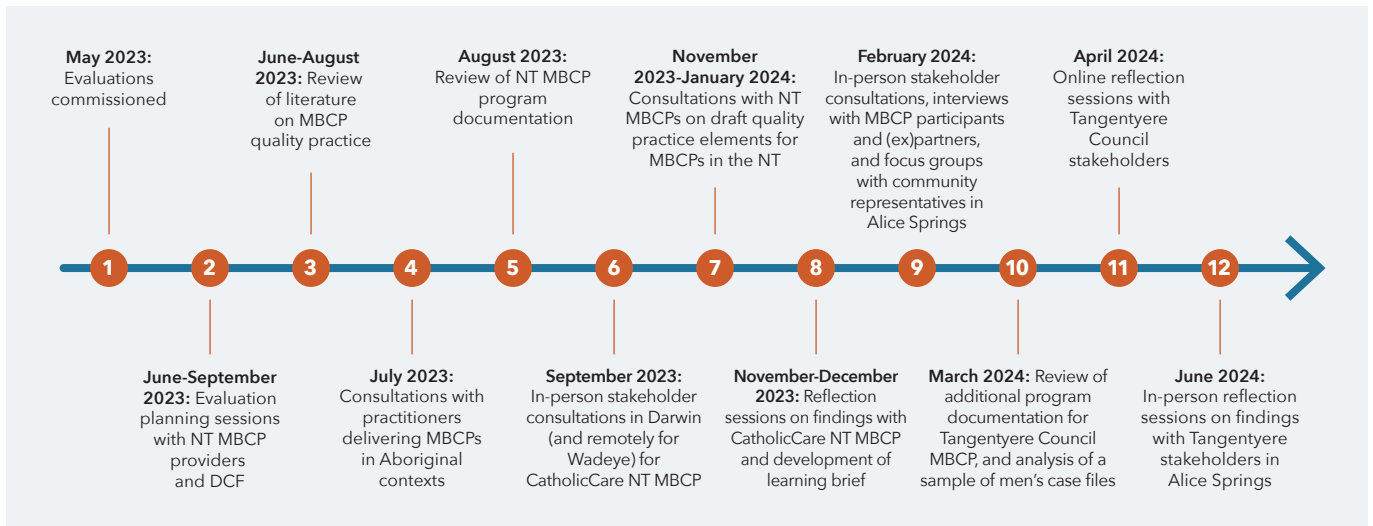 May 2023:
Evaluations
commissioned
June-August
2023: Review
of literature
on MBCP
quality practice
August 2023:
Review of NT MBCP
program
documentation
November
2023-January 2024:
Consultations with NT
MBCPs on draft quality
practice elements for
MBCPs in the NT
February 2024:
In-person stakeholder
consultations, interviews
with MBCP participants
and (ex)partners,
and focus groups
with community
representatives in
Alice Springs
April 2024:
Online reflection
sessions with
Tangentyere
Council
stakeholders
1
2
3
4
5
6
7
8
9
10
11
12
June-September
2023: Evaluation
planning sessions
with NT MBCP
providers
and DCF
July 2023:
Consultations with
practitioners
delivering MBCPs
in Aboriginal
contexts
September 2023:
In-person stakeholder
consultations in Darwin
(and remotely for
Wadeye) for
CatholicCare NT MBCP
November-December
2023: Reflection
sessions on findings with
CatholicCare NT MBCP
and development of
learning brief
March 2024: Review of
additional program
documentation for
Tangentyere Council
MBCP, and analysis of a
sample of men's case files
June 2024:
In-person reflection
sessions on findings
with Tangentyere
stakeholders in
Alice Springs